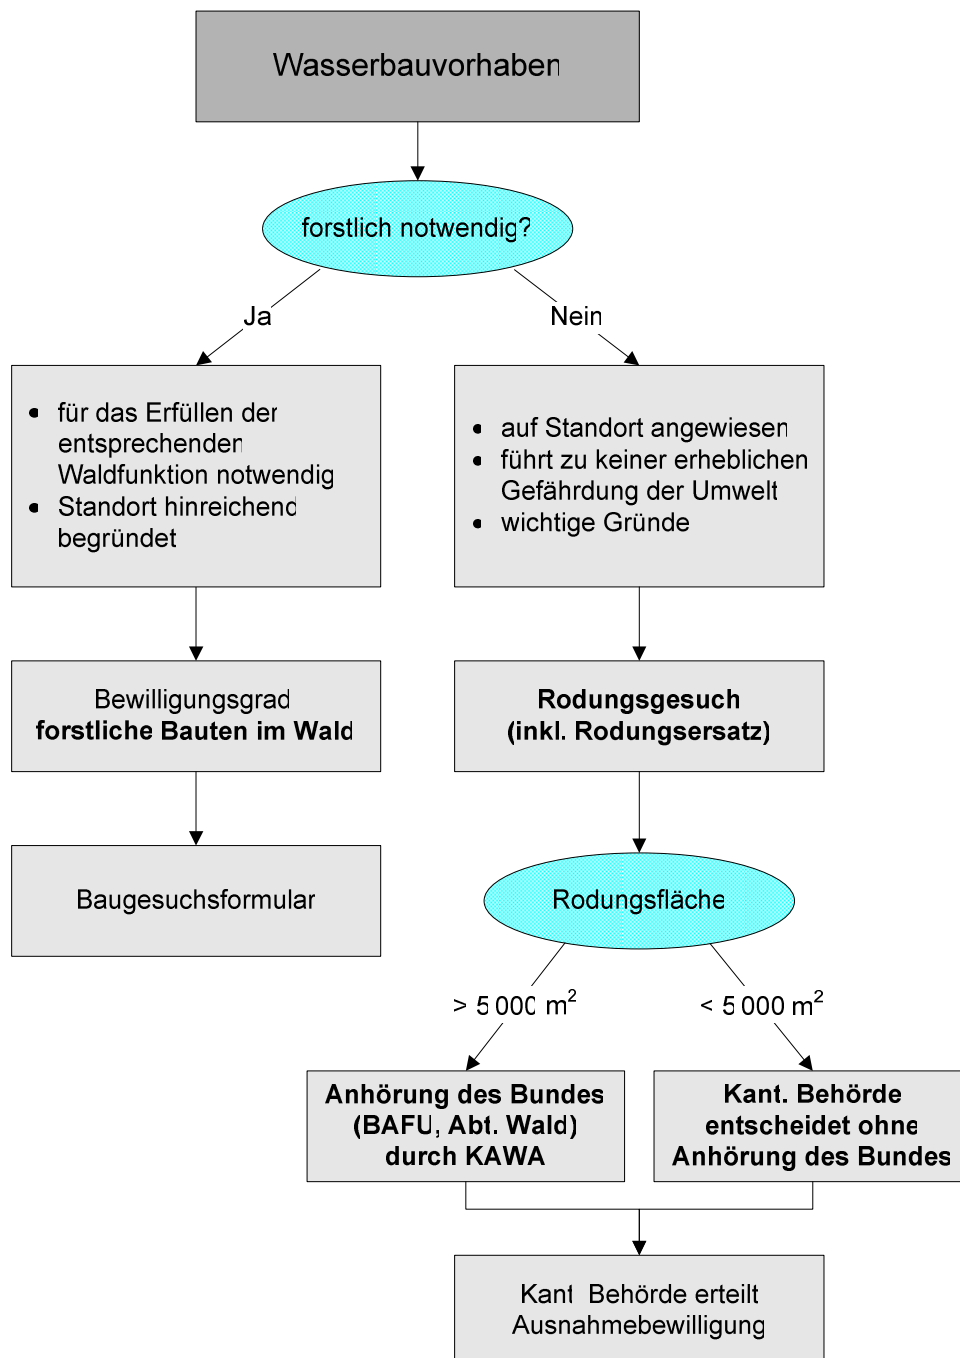 Wasserbauvorhaben
forstlich notwendig?
Ja
Nein
• für das Erfüllen der
entsprechenden
Waldfunktion notwendig
• Standort hinreichend
begründet
• auf Standort angewiesen
• führt zu keiner erheblichen
Gefährdung der Umwelt
• wichtige Gründe
Bewilligungsgrad
forstliche Bauten im Wald
Rodungsgesuch
(inkl. Rodungsersatz)
Baugesuchsformular
Rodungsfläche
> 5'000 m²
< 5'000 m²
Anhörung des Bundes
(BAFU, Abt. Wald)
durch KAWA
Kant. Behörde
entscheidet ohne
Anhörung des Bundes
Kant. Behörde erteilt
Ausnahmebewilligung